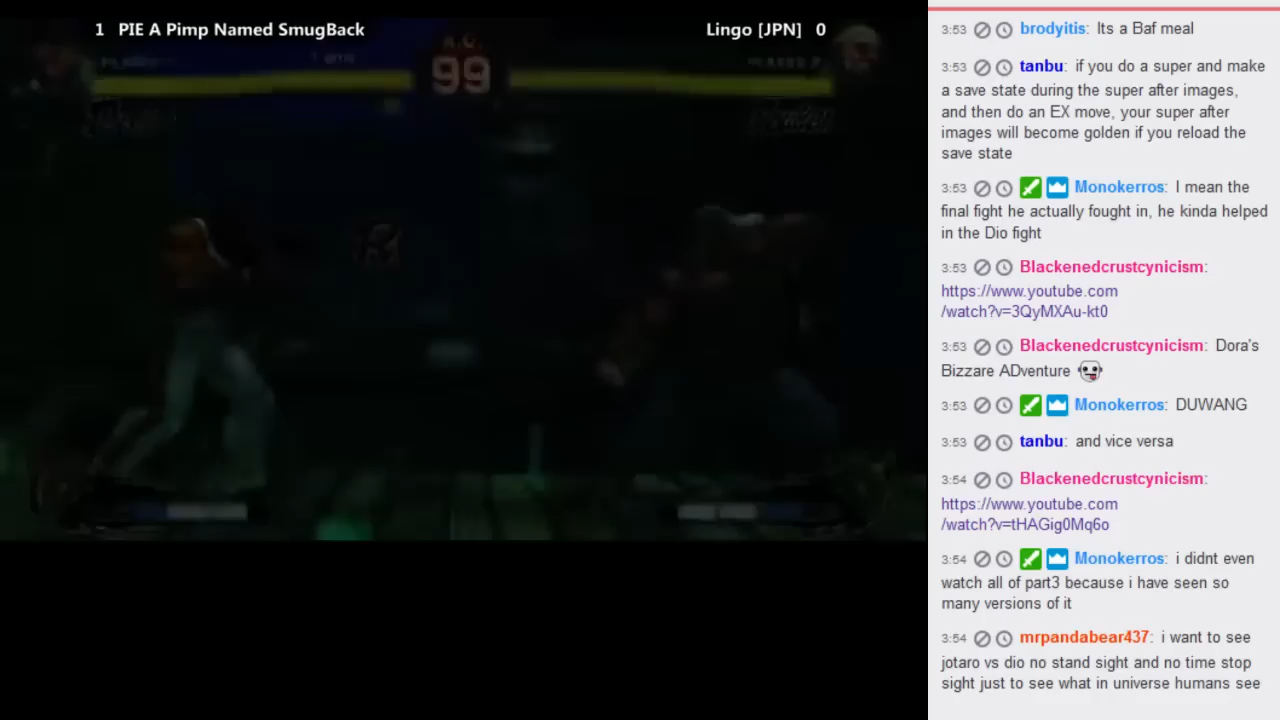 1 PIE A Pimp Named SmugBack
Lingo [JPN] 0
99
3:53 brodyitis: Its a Baf meal
3:53 tanbu: if you do a super and make
a save state during the super after images,
and then do an EX move, your super after
images will become golden if you reload the
save state
3:53 Monokerros: I mean the
final fight he actually fought in, he kinda helped
in the Dio fight
3:53 Blackenedcrustcynicism:
https://www.youtube.com
/watch?v=3QyMXAu-kt0
3:53 Blackenedcrustcynicism: Dora's
Bizzare ADventure
3:53 Monokerros: DUWANG
3:53 tanbu: and vice versa
3:54 Blackenedcrustcynicism:
https://www.youtube.com
/watch?v=tHAGig0Mq6o
3:54 Monokerros: i didnt even
watch all of part3 because i have seen so
many versions of it
3:54 mrpandabear437: i want to see
jotaro vs dio no stand sight and no time stop
sight just to see what in universe humans see